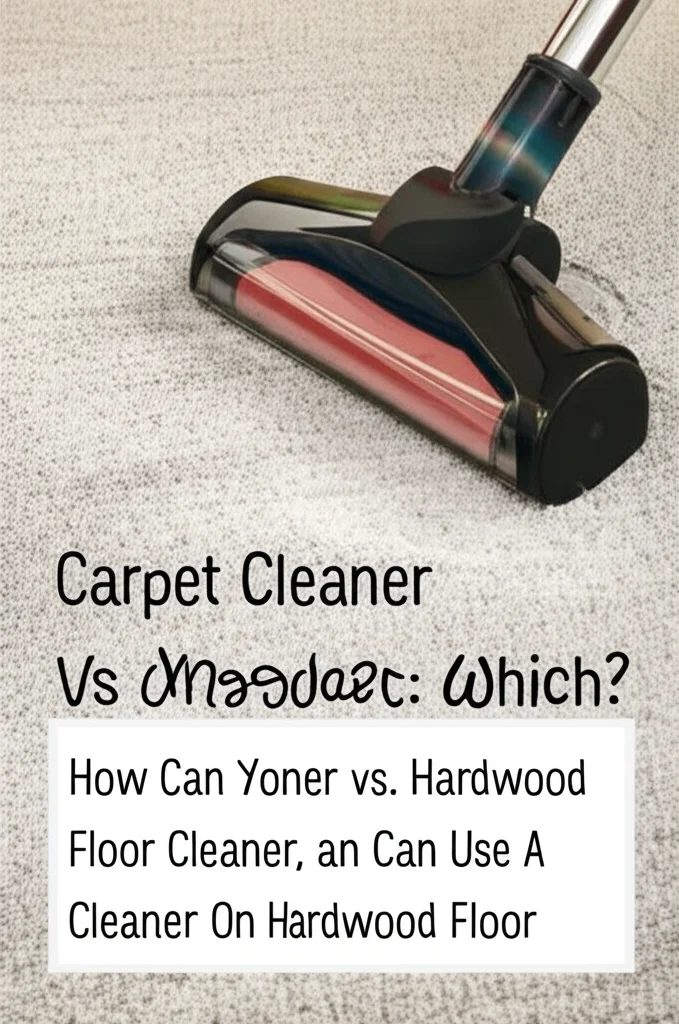 Carpet Cleaner
Vs : Which?
How Can Yoner vs. Hardwood
Floor Cleaner, an Can Use A
Cleaner On Hardwood Floor